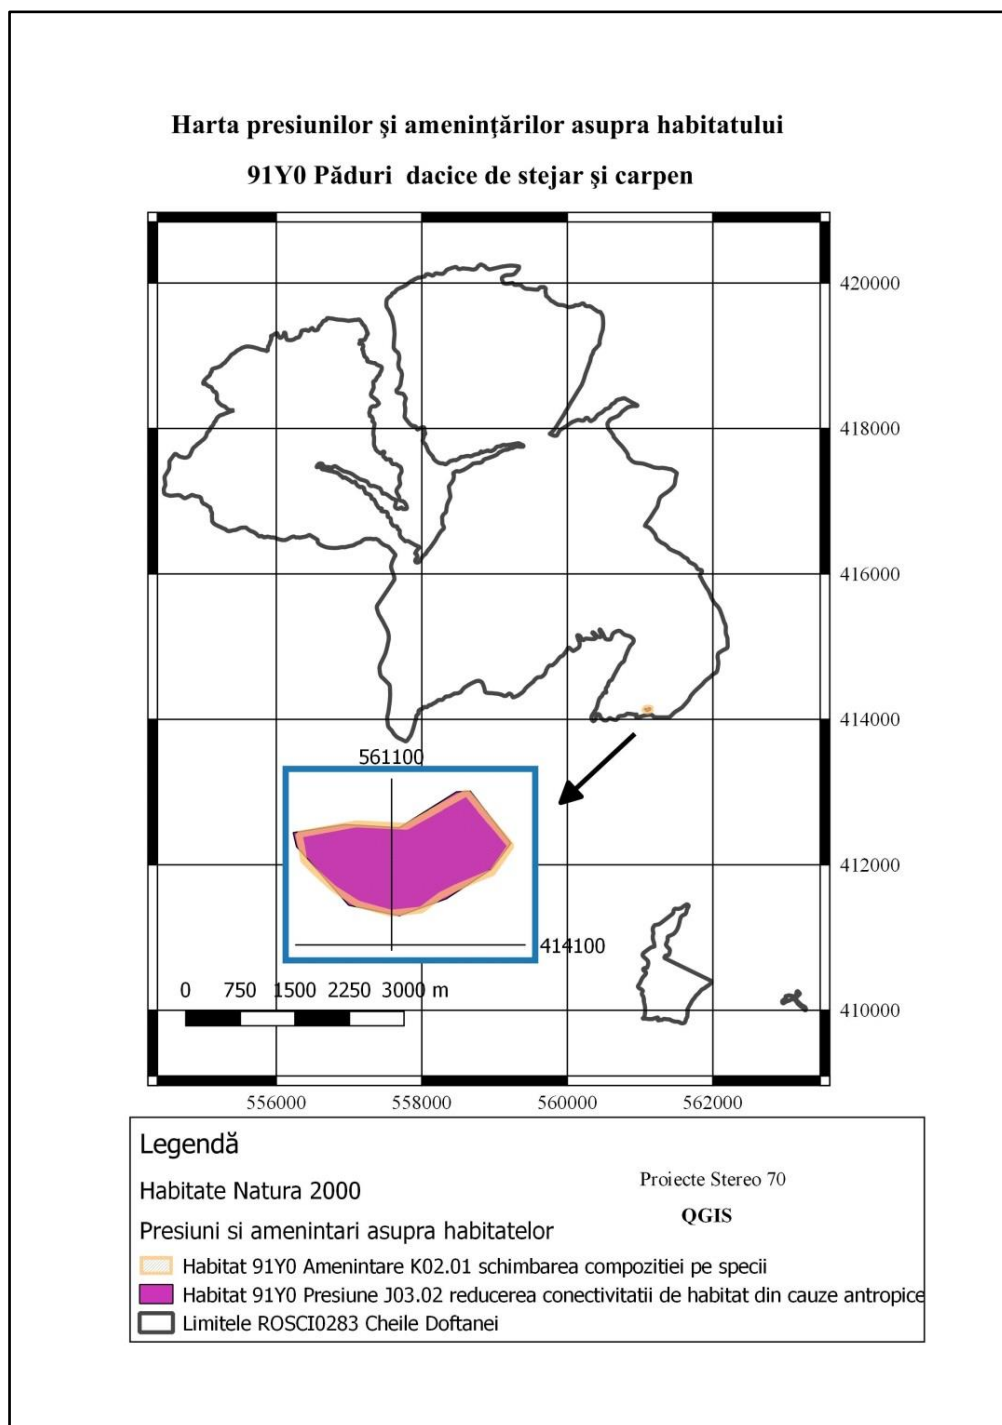 Harta presiunilor şi ameninţărilor asupra habitatului
91Y0 Păduri dacice de stejar şi carpen
420000
418000
416000
414000
561100
412000
414100
0 750 1500 2250 3000 m
410000
556000 558000 560000 562000
Legendă
Habitate Natura 2000
Proiecte Stereo 70
QGIS
Presiuni si amenintari asupra habitatelor
Habitat 91Y0 Amenintare K02.01 schimbarea compozitiei pe specii
Habitat 91Y0 Presiune J03.02 reducerea conectivitatii de habitat din cauze antropice
Limitele ROSCI0283 Cheile Doftanei